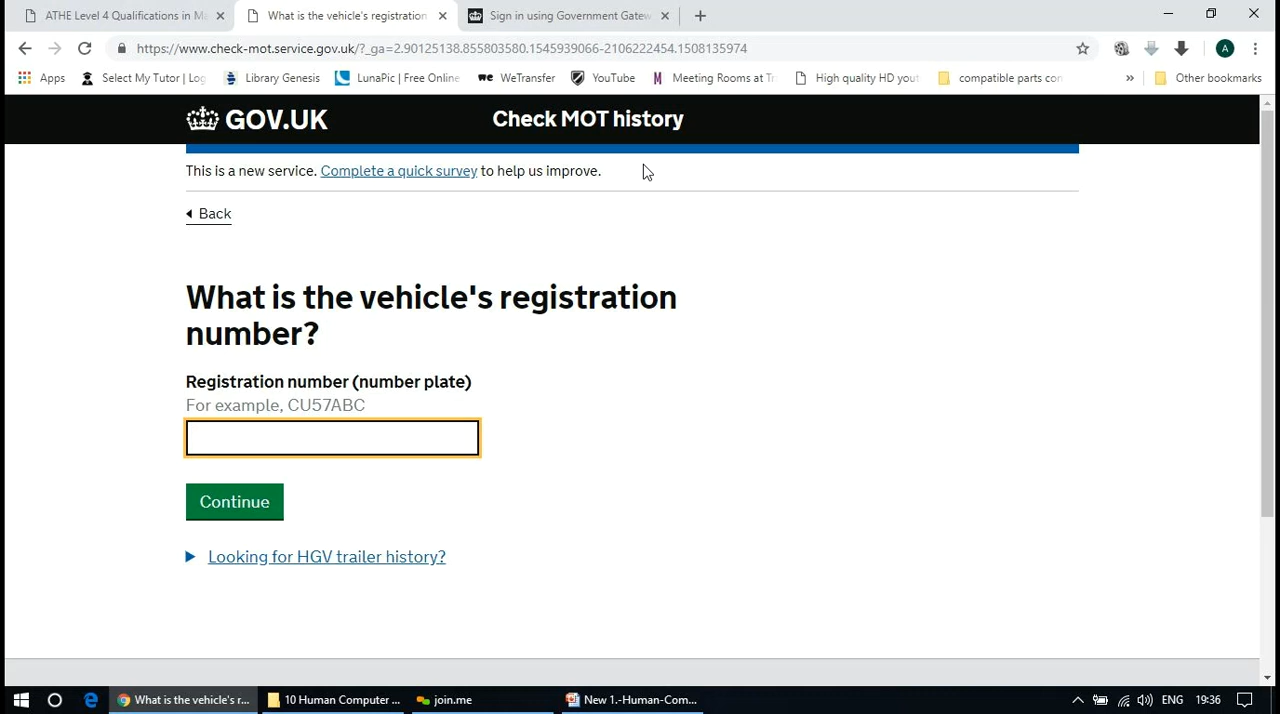 ATHE Level 4 Qualifications in Ma
What is the vehicle's registration
Sign in using Government Gatew
https://www.check-mot.service.gov.uk/?_ga=2.90125138.855803580.1545939066-2106222454.1508135974
A
Apps
Select My Tutor | Log
Library Genesis
LunaPic | Free Online
we
WeTransfer
YouTube
M
Meeting Rooms at Tr
High quality HD yout
compatible parts.con
»
Other bookmarks
GOV.UK
Check MOT history
This is a new service. Complete a quick survey to help us improve.
Back
What is the vehicle's registration
number?
Registration number (number plate)
For example, CU57ABC
Continue
Looking for HGV trailer history?
What is the vehicle's r...
10 Human Computer ...
join.me
New 1.-Human-Com...
ENG
19:36